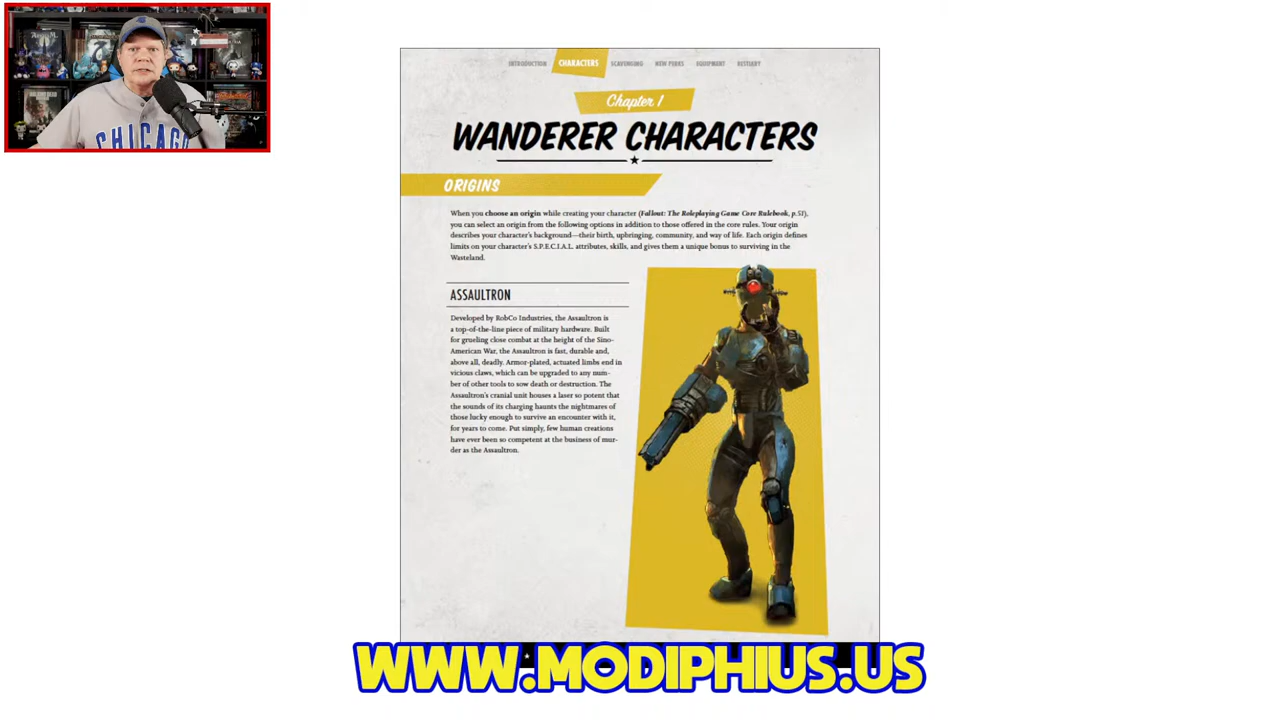 CHICAGO
INTRODUCTION CHARACTERS SCAVENGING NEW PERKS EQUIPMENT BESTIARY
Chapter 1
WANDERER CHARACTERS
ORIGINS
When you choose an origin while creating your character (Fallout: The Roleplaying Game Core Rulebook, p.53),
you can select an origin from the following options in addition to those offered in the core rules. Your origin
describes your character's background—their birth, upbringing, community, and way of life. Each origin defines
limits on your character's S.P.E.C.I.A.L. attributes, skills, and gives them a unique bonus to surviving in the
Wasteland.
ASSAULTRON
Developed by RobCo Industries, the Assaultron is
a top-of-the-line piece of military hardware. Built
for grueling close combat at the height of the Sino-
American War, the Assaultron is fast, durable and,
above all, deadly. Armor-plated, actuated limbs end in
vicious claws, which can be upgraded to any num-
ber of other tools to sow death or destruction. The
Assaultron's cranial unit houses a laser so potent that
the sounds of its charging haunts the nightmares of
those lucky enough to survive an encounter with it,
for years to come. Put simply, few human creations
have ever been so competent at the business of mur-
der as the Assaultron.
WWW.MODIPHIUS.US